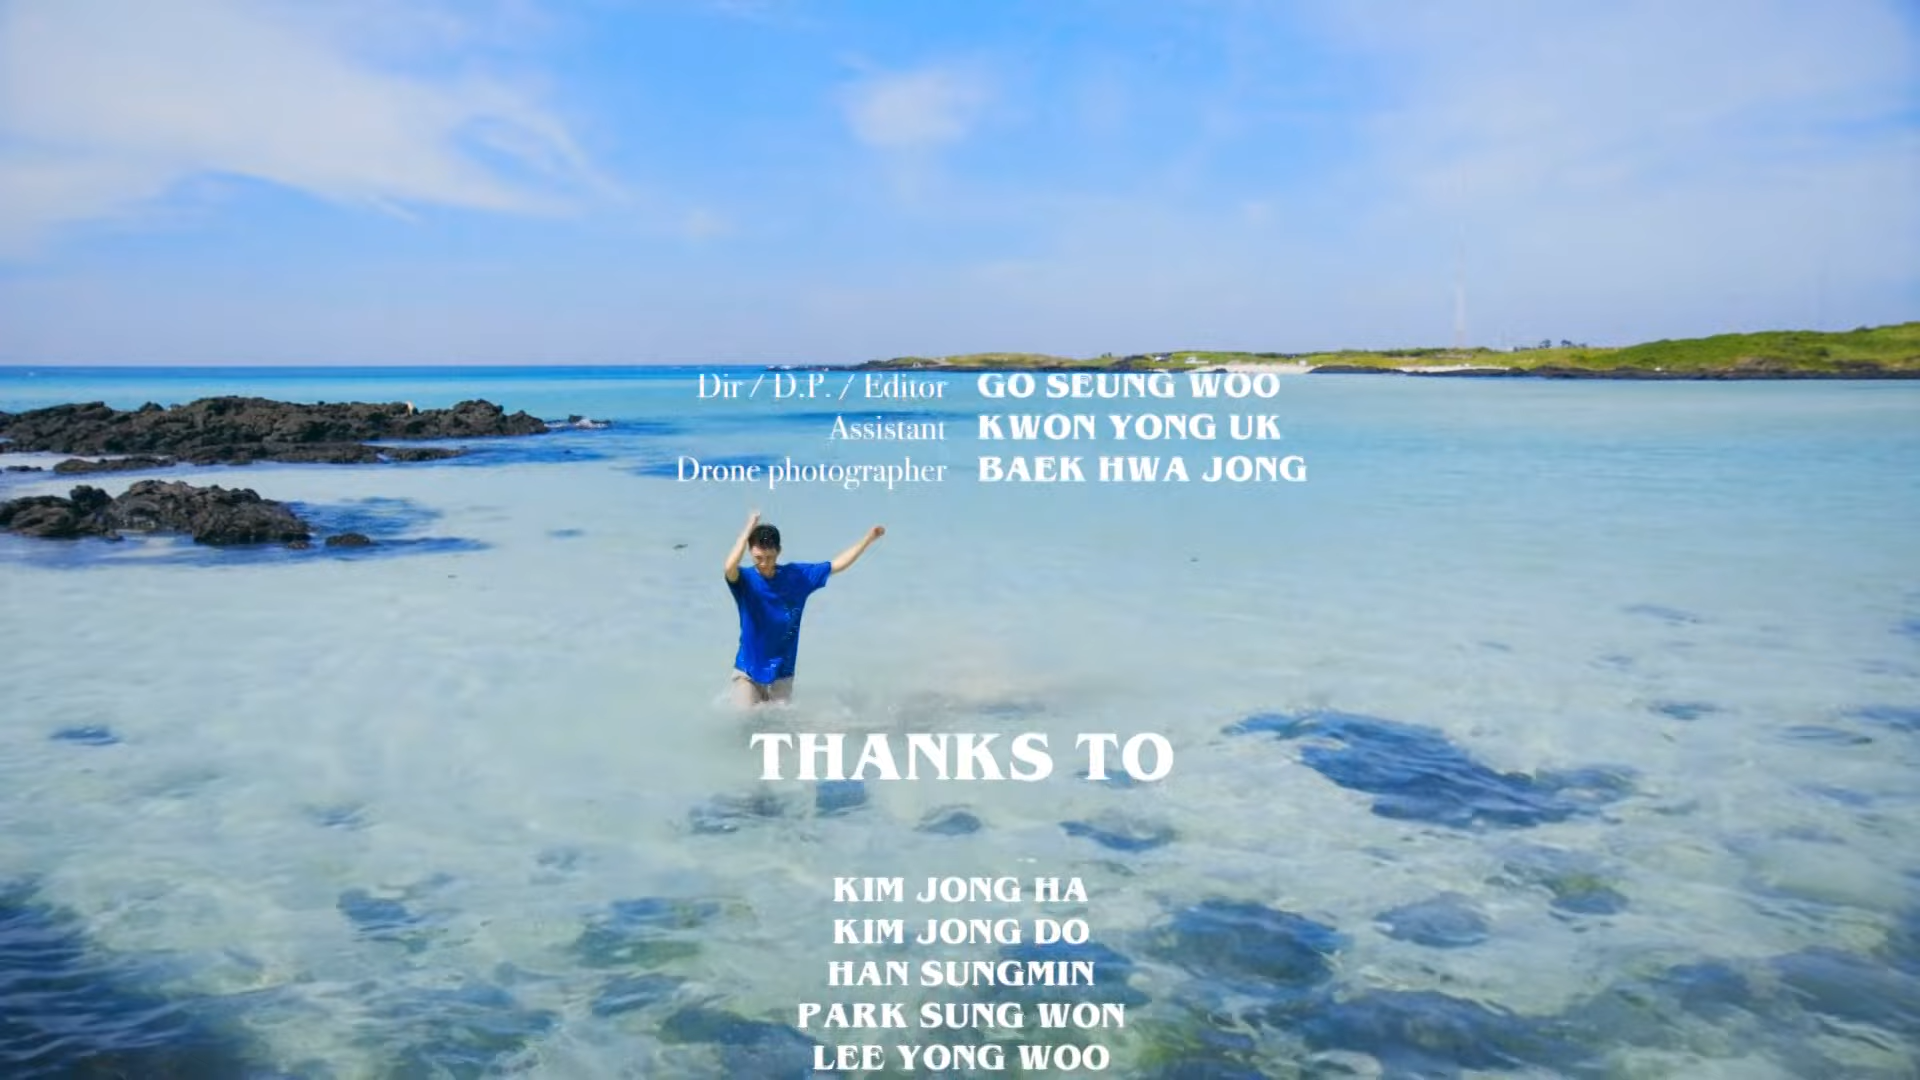 Dir / D.P. / Editor GO SEUNG WOO
Assistant KWON YONG UK
Drone photographer BAEK HWA JONG
THANKS TO
KIM JONG HA
KIM JONG DO
HAN SUNGMIN
PARK SUNG WON
LEE YONG WOO